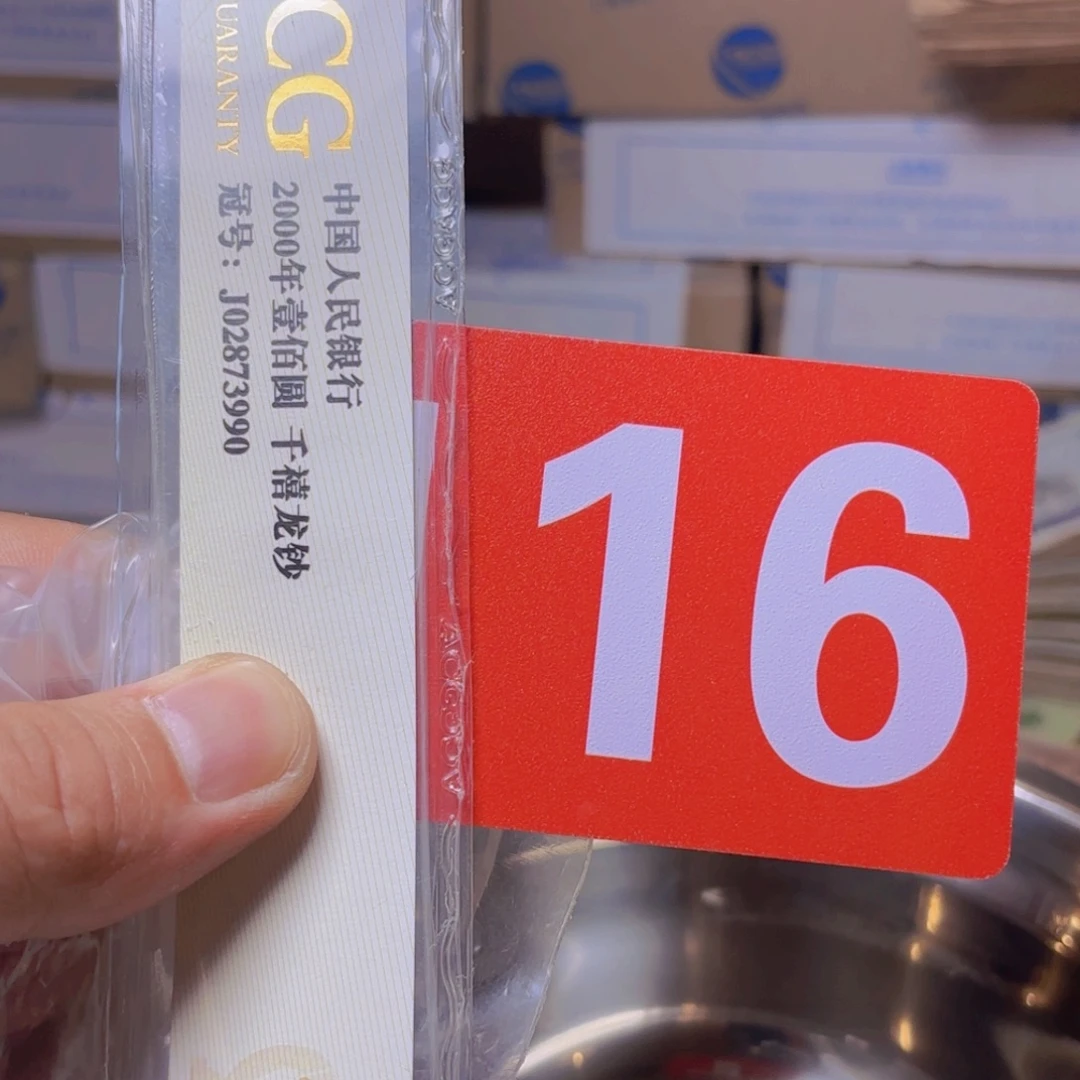 CG
UARANTY
中国人民银行
2000年壹佰圆 千禧龙钞
冠号：J02873990
16